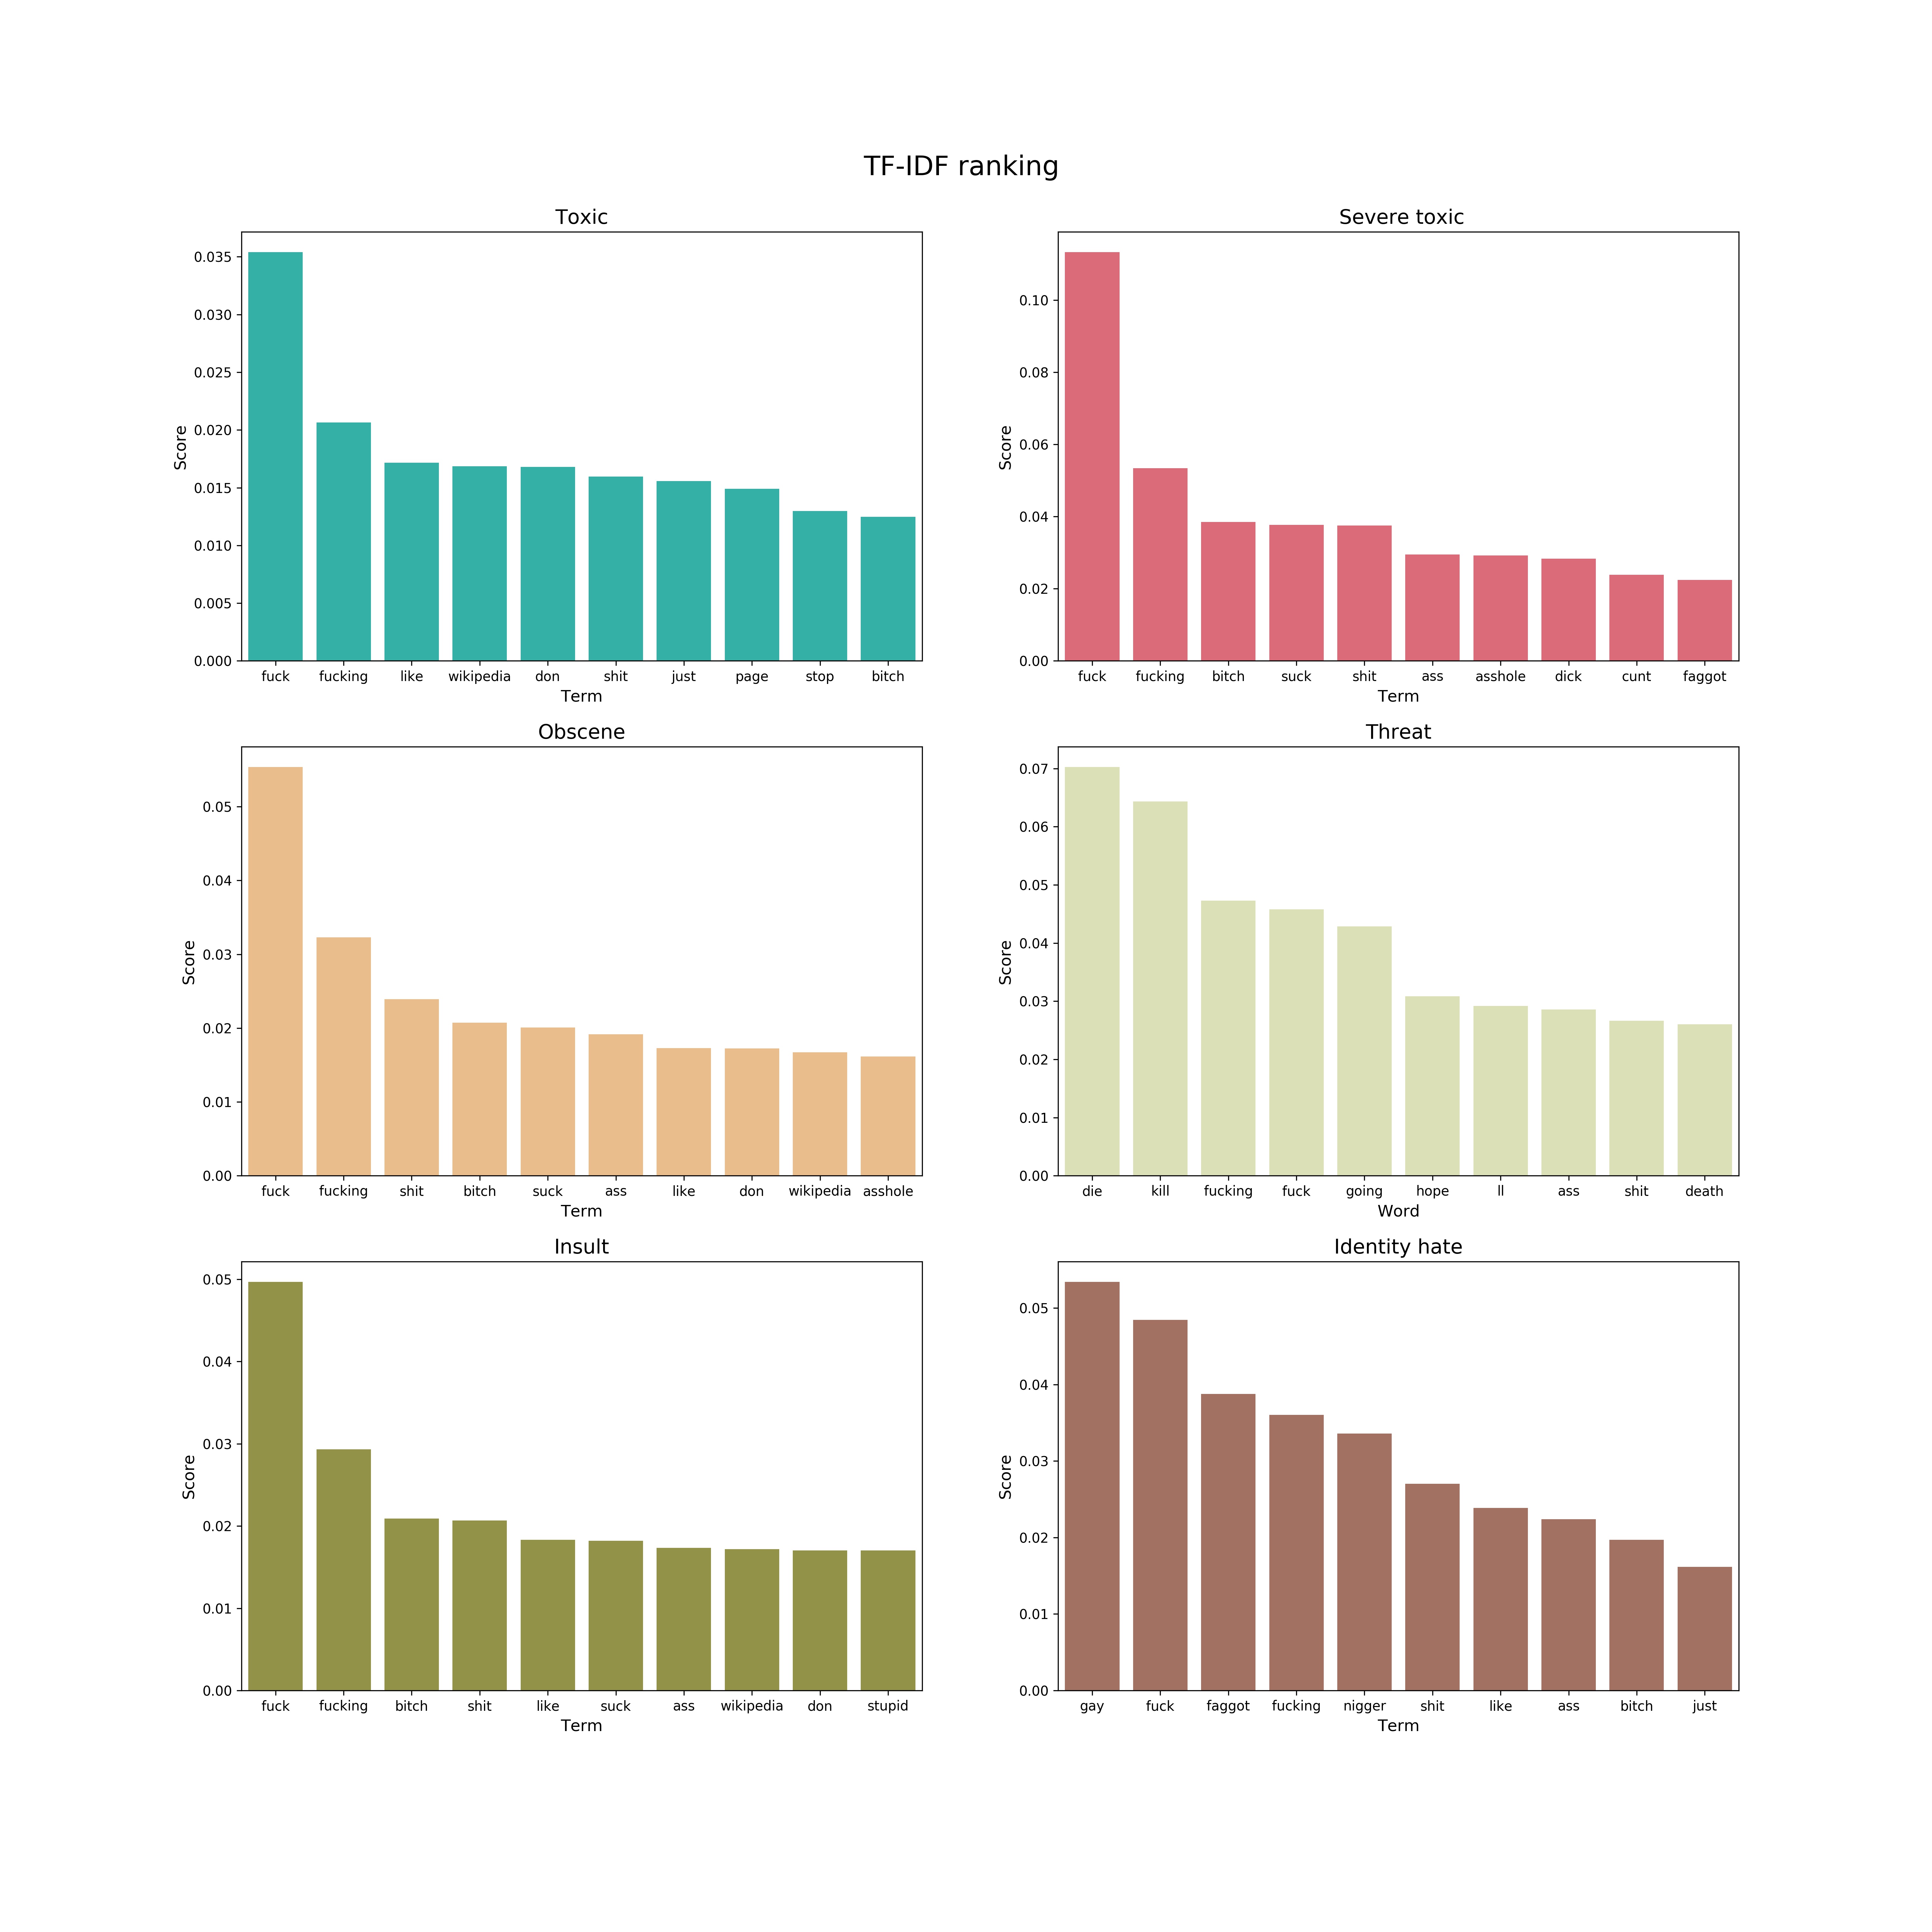 TF-IDF ranking
Toxic
0.035
0.030
0.025
0.020
0.015
0.010
0.005
0.000
Score
fuck fucking like wikipedia don shit just page stop bitch
Term
Severe toxic
0.10
0.08
0.06
0.04
0.02
0.00
Score
fuck fucking bitch suck shit ass asshole dick cunt faggot
Term
Obscene
0.05
0.04
0.03
0.02
0.01
0.00
Score
fuck fucking shit bitch suck ass like don wikipedia asshole
Term
Threat
0.07
0.06
0.05
0.04
0.03
0.02
0.01
0.00
Score
die kill fucking fuck going hope ll ass shit death
Word
Insult
0.05
0.04
0.03
0.02
0.01
0.00
Score
fuck fucking bitch shit like suck ass wikipedia don stupid
Term
Identity hate
0.05
0.04
0.03
0.02
0.01
0.00
Score
gay fuck faggot fucking nigger shit like ass bitch just
Term